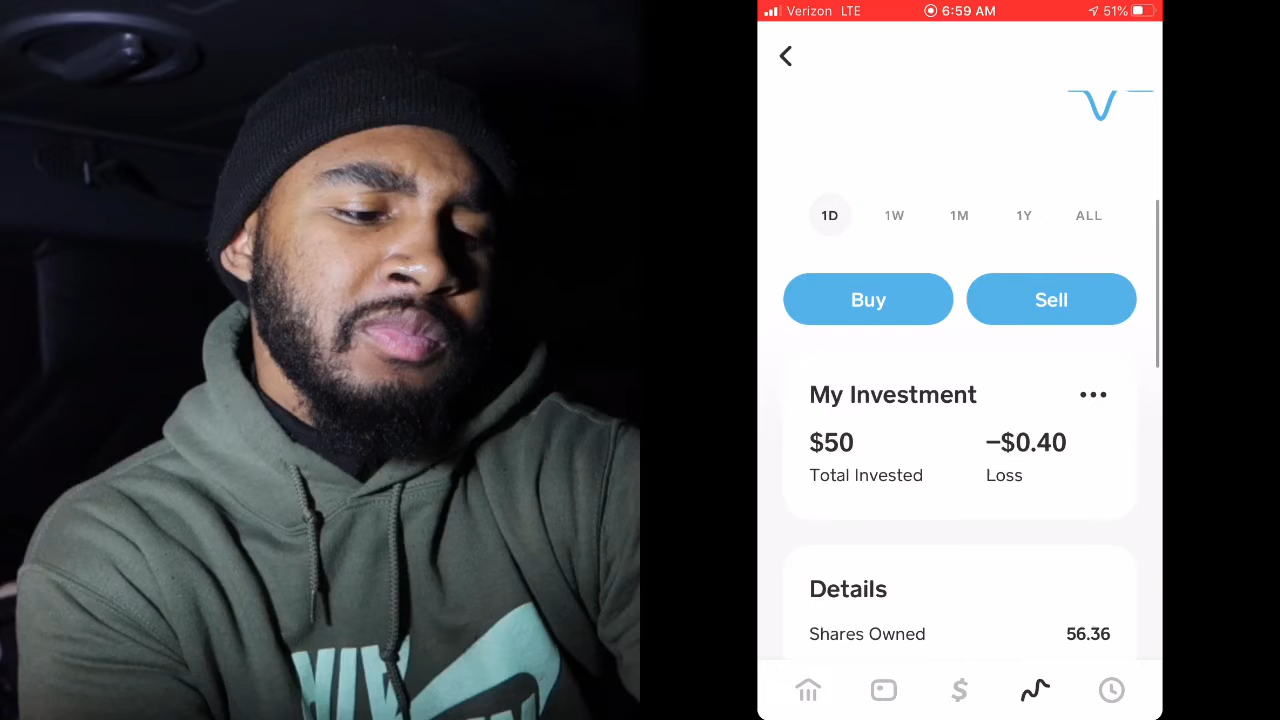 Verizon LTE 6:59 AM 51%
1D 1W 1M 1Y ALL
Buy Sell
My Investment
$50 –$0.40
Total Invested Loss
Details
Shares Owned 56.36
$